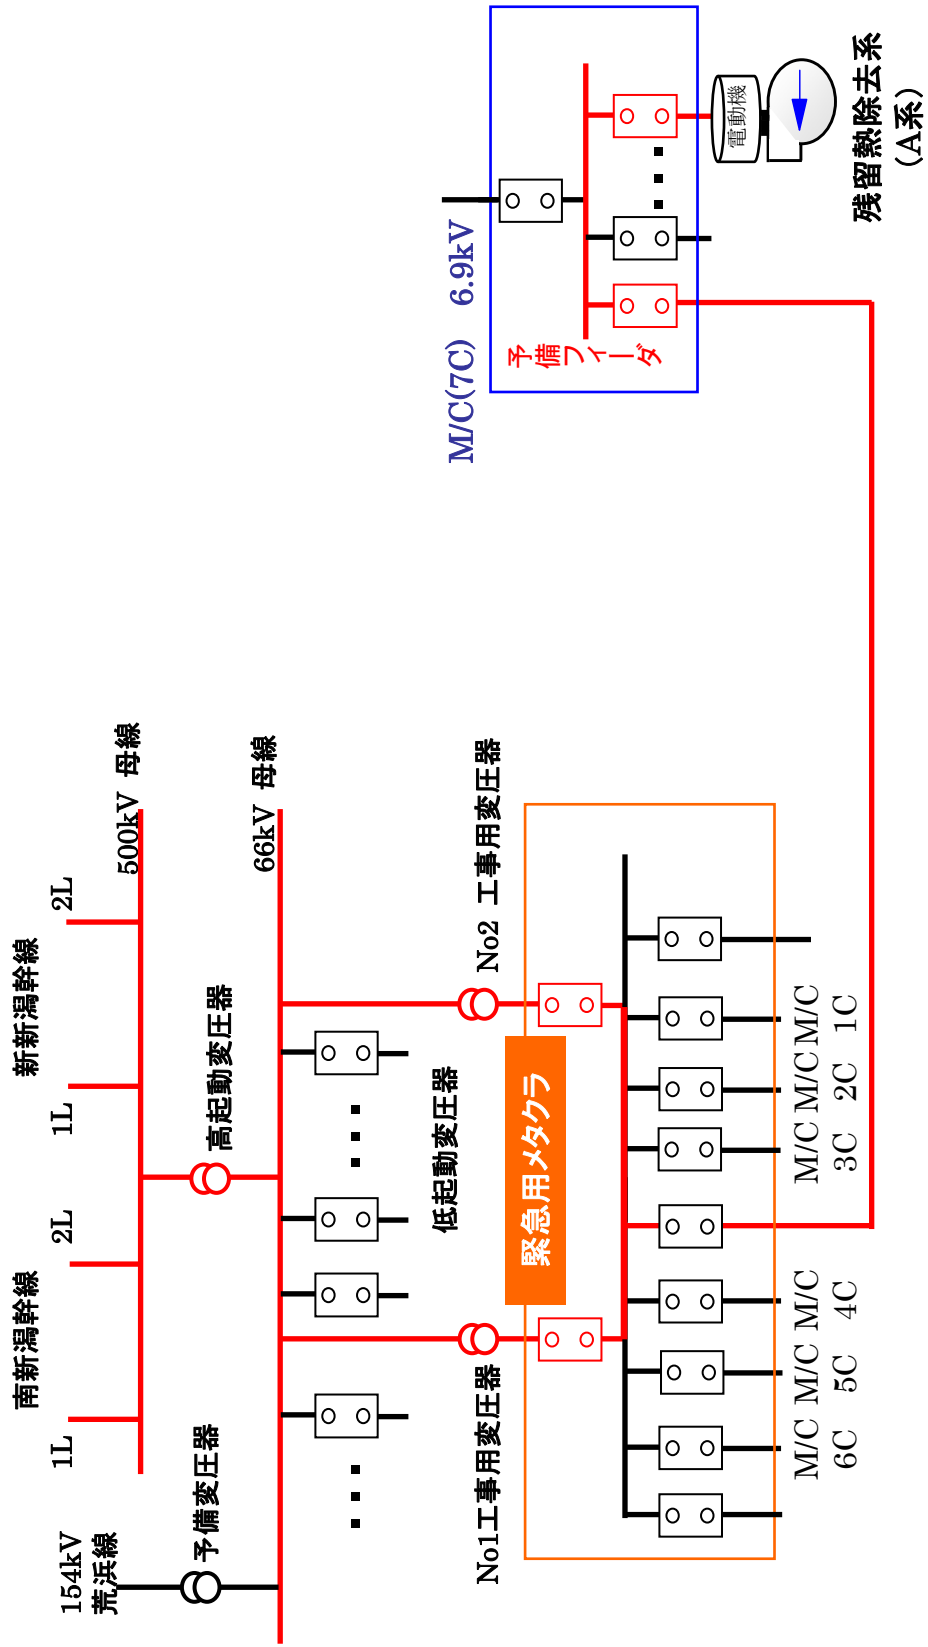 154kV
荒浜線
予備変圧器
南新潟幹線
1L
2L
新新潟幹線
1L
2L
500kV 母線
高起動変圧器
66kV 母線
低起動変圧器
No1工事用変圧器
No2 工事用変圧器
緊急用メタクラ
M/C
6C
M/C
5C
M/C
4C
M/C
3C
M/C
2C
M/C
1C
M/C(7C) 6.9kV
予備フィーダ
電動機
残留熱除去系
(A系)